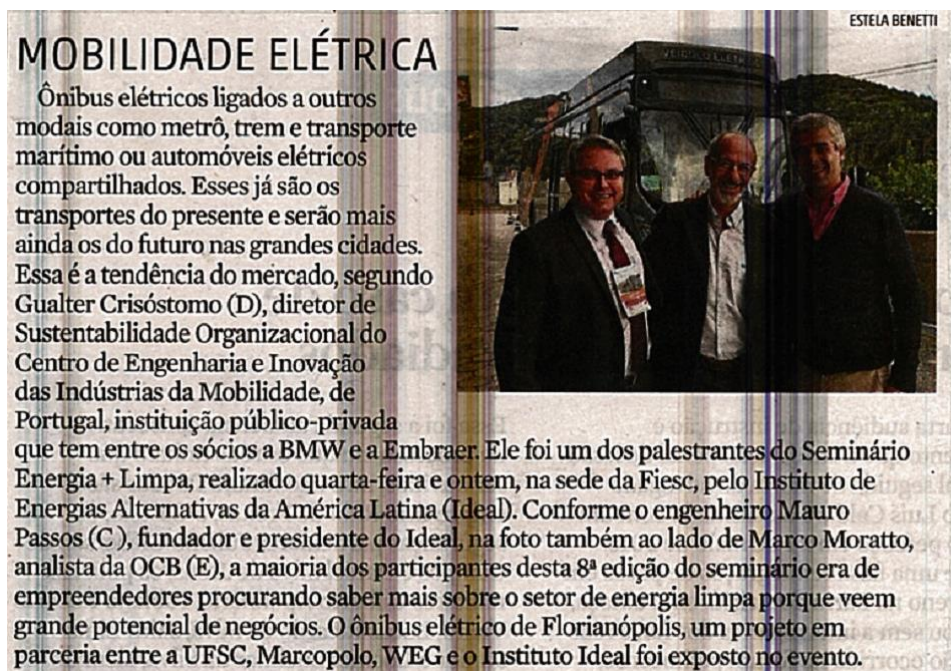 ESTELA BENETTI
MOBILIDADE ELÉTRICA
Ônibus elétricos ligados a outros
modais como metrô, trem e transporte
marítimo ou automóveis elétricos
compartilhados. Esses já são os
transportes do presente e serão mais
ainda os do futuro nas grandes cidades.
Essa é a tendência do mercado, segundo
Gualter Crisóstomo (D), diretor de
Sustentabilidade Organizacional do
Centro de Engenharia e Inovação
das Indústrias da Mobilidade, de
Portugal, instituição público-privada
que tem entre os sócios a BMW e a Embraer. Ele foi um dos palestrantes do Seminário
Energia + Limpa, realizado quarta-feira e ontem, na sede da Fiesc, pelo Instituto de
Energias Alternativas da América Latina (Ideal). Conforme o engenheiro Mauro
Passos (C ), fundador e presidente do Ideal, na foto também ao lado de Marco Moratto,
analista da OCB (E), a maioria dos participantes desta 8ª edição do seminário era de
empreendedores procurando saber mais sobre o setor de energia limpa porque veem
grande potencial de negócios. O ônibus elétrico de Florianópolis, um projeto em
parceria entre a UFSC, Marcopolo, WEG e o Instituto Ideal foi exposto no evento.